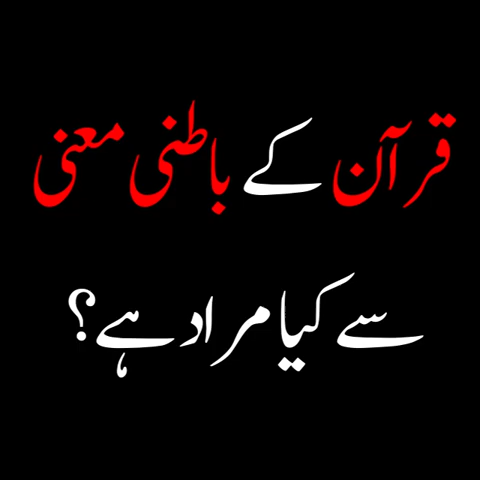 قرآن کے باطنی معنی
سے کیا مراد ہے؟